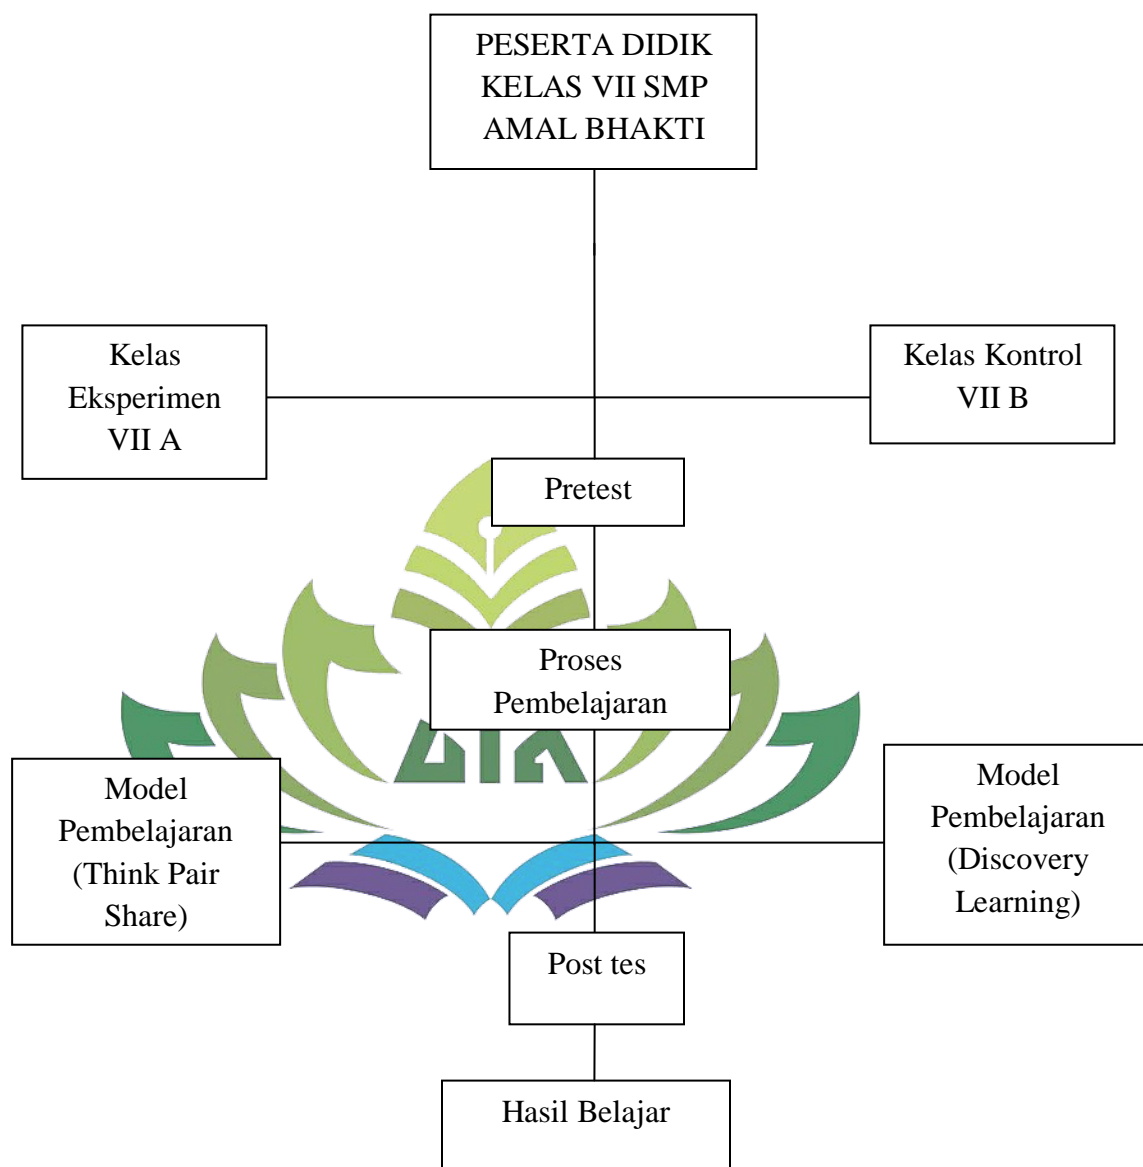 PESERTA DIDIK
KELAS VII SMP
AMAL BHAKTI
Kelas
Eksperimen
VII A
Kelas Kontrol
VII B
Pretest
Proses
Pembelajaran
Model
Pembelajaran
(Think Pair
Share)
Model
Pembelajaran
(Discovery
Learning)
Post tes
Hasil Belajar